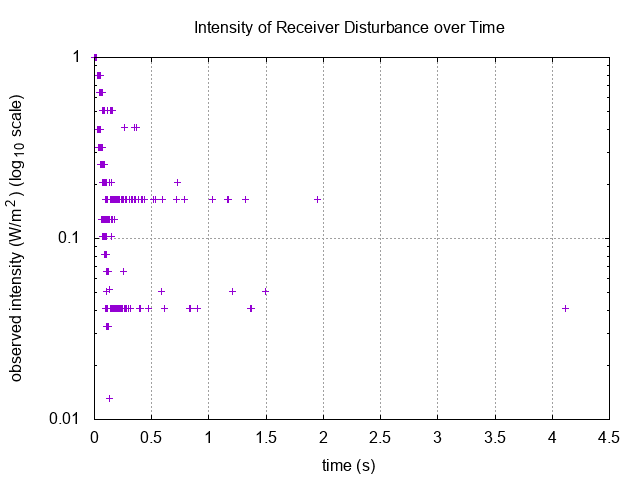 Intensity of Receiver Disturbance over Time
observed intensity (W/m²) (log₁₀ scale)
1
0.1
0.01
0 0.5 1 1.5 2 2.5 3 3.5 4 4.5
time (s)